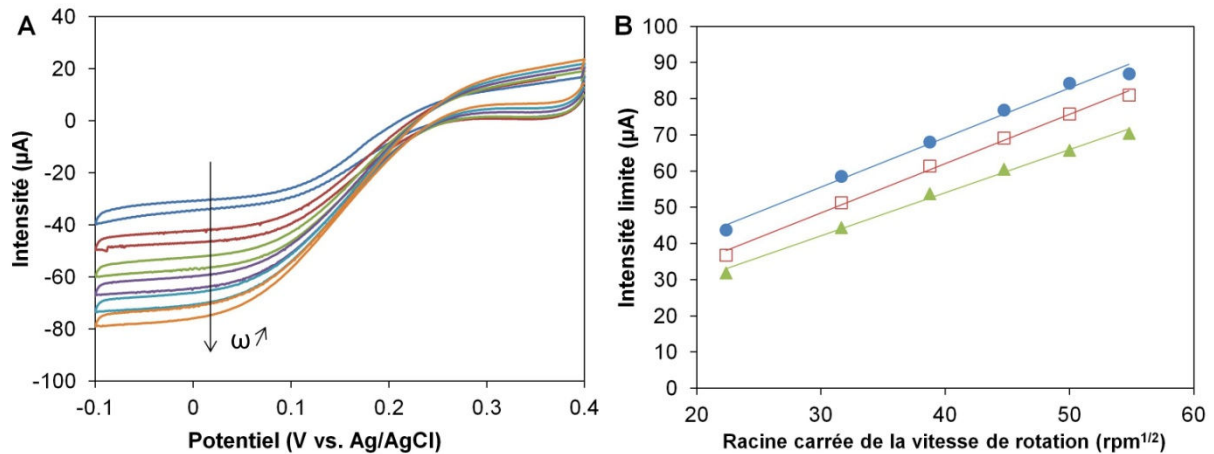 A
Intensité (µA)
40
20
0
-20
-40
-60
-80
-100
ω
-0.1 0 0.1 0.2 0.3 0.4
Potentiel (V vs. Ag/AgCl)
B
Intensité limite (µA)
100
90
80
70
60
50
40
30
20
10
0
20 30 40 50 60
Racine carrée de la vitesse de rotation (rpm1/2)